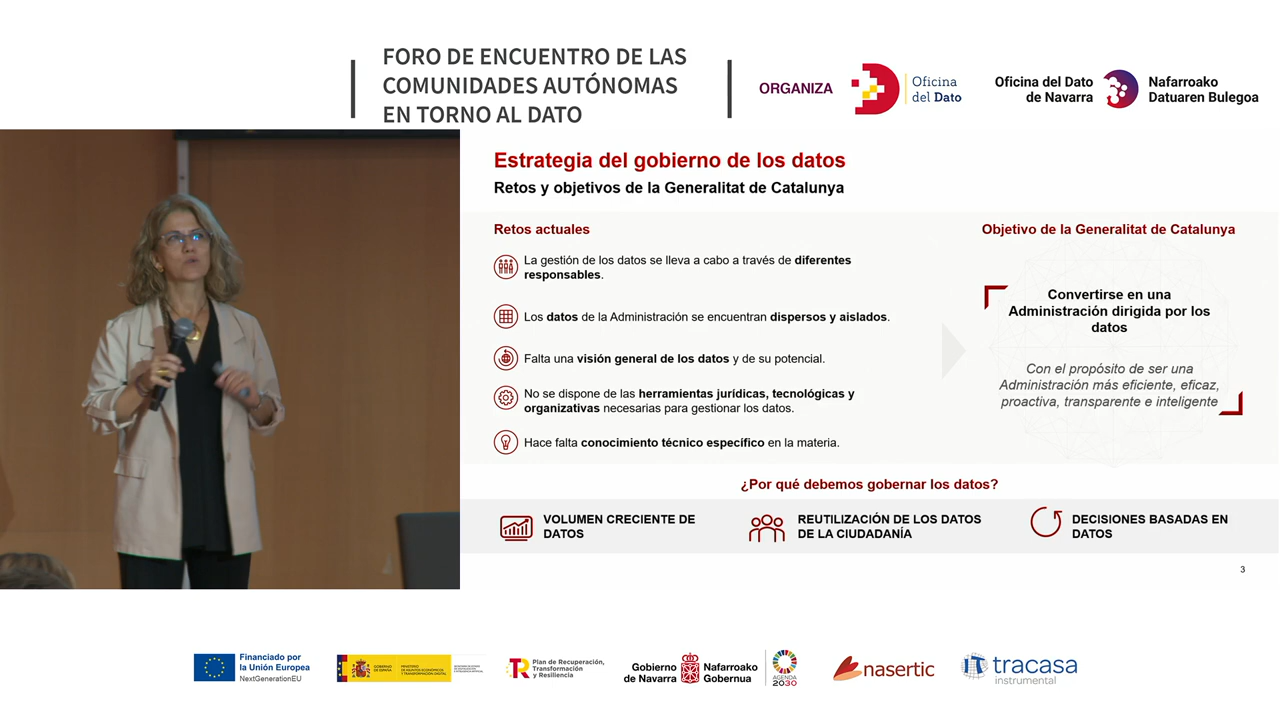 FORO DE ENCUENTRO DE LAS
COMUNIDADES AUTÓNOMAS
EN TORNO AL DATO
ORGANIZA
Oficina
del Dato
Oficina del Dato
de Navarra
Nafarroako
Datuaren Bulegoa
Estrategia del gobierno de los datos
Retos y objetivos de la Generalitat de Catalunya
Retos actuales
La gestión de los datos se lleva a cabo a través de diferentes
responsables.
Los datos de la Administración se encuentran dispersos y aislados.
Falta una visión general de los datos y de su potencial.
No se dispone de las herramientas jurídicas, tecnológicas y
organizativas necesarias para gestionar los datos.
Hace falta conocimiento técnico específico en la materia.
Objetivo de la Generalitat de Catalunya
Convertirse en una
Administración dirigida por los
datos
Con el propósito de ser una
Administración más eficiente, eficaz,
proactiva, transparente e inteligente
¿Por qué debemos gobernar los datos?
VOLUMEN CRECIENTE DE
DATOS
REUTILIZACIÓN DE LOS DATOS
DE LA CIUDADANÍA
DECISIONES BASADAS EN
DATOS
3
Financiado por
la Unión Europea
NextGenerationEU
GOBIERNO
DE ESPAÑA
Plan de Recuperación,
Transformación
y Resiliencia
Gobierno
de Navarra
Nafarroako
Gobernua
AGENDA
2030
nasertic
tracasa
instrumental